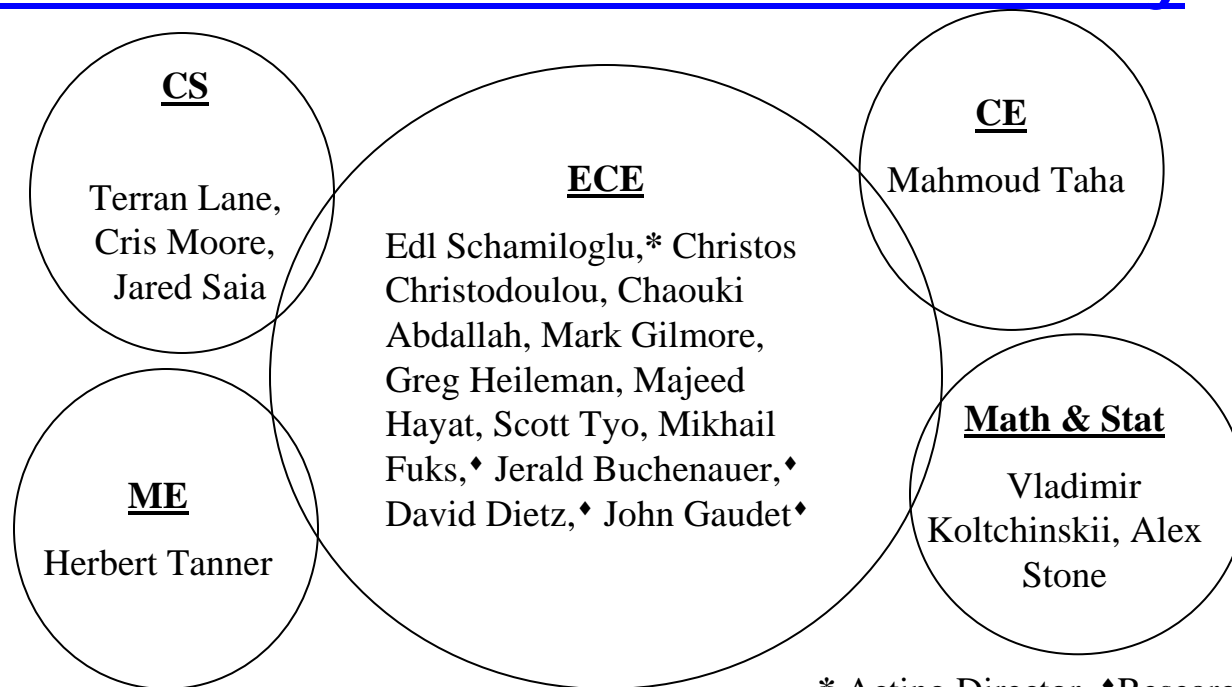 CS
Terran Lane,
Cris Moore,
Jared Saia
ECE
Edl Schamiloglu,* Christos
Christodoulou, Chaouki
Abdallah, Mark Gilmore,
Greg Heileman, Majeed
Hayat, Scott Tyo, Mikhail
Fuks,♦ Jerald Buchenauer,♦
David Dietz,♦ John Gaudet♦
CE
Mahmoud Taha
ME
Herbert Tanner
Math & Stat
Vladimir
Koltchinskii, Alex
Stone
* Acting Director